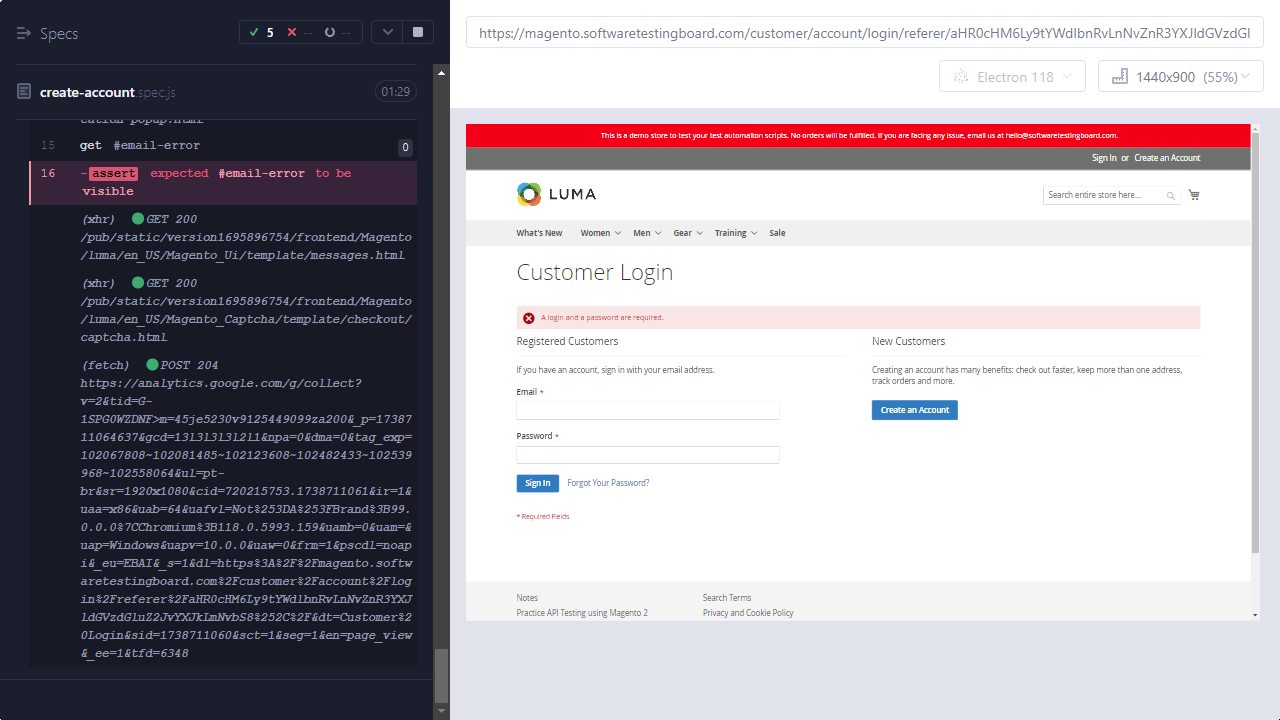 Specs
5
--
--
create-account.spec.js
01:29
cation-popup.html
15 get #email-error 0
16 -assert expected #email-error to be
visible
(xhr) GET 200
/pub/static/version1695896754/frontend/Magento
/luma/en_US/Magento_Ui/template/messages.html
(xhr) GET 200
/pub/static/version1695896754/frontend/Magento
/luma/en_US/Magento_Captcha/template/checkout/
captcha.html
(fetch) POST 204
https://analytics.google.com/g/collect?
v=2&tid=G-
1SPG0WZDNF>m=45je5230v9125449099za200&_p=17387
11064637&gcd=13l3l3l3l2l1&npa=0&dma=0&tag_exp=
102067808~102081485~102123608~102482433~102539
968~102558064&ul=pt-
br&sr=1920x1080&cid=720215753.1738711061&ir=1&
uaa=x86&uab=64&uafvl=Not%253DA%253FBrand%3B99.
0.0.0%7CChromium%3B118.0.5993.159&uamb=0&uam=&
uap=Windows&uapv=10.0.0&uaw=0&frm=1&pscdl=noap
i&_eu=EBAI&_s=1&dl=https%3A%2F%2Fmagento.softw
aretestingboard.com%2Fcustomer%2Faccount%2Flog
in%2Freferer%2FaHR0cHM6Ly9tYWdlbnRvLnNvZnR3YXJ
ldGVzdGluZ2JvYXJkLmNvbS8%252C%2F&dt=Customer%2
0Login&sid=1738711060&sct=1&seg=1&en=page_view
&_ee=1&tfd=6348
https://magento.softwaretestingboard.com/customer/account/login/referer/aHR0cHM6Ly9tYWdlbnRvLnNvZnR3YXJldGVzdGl
Electron 118
1440x900 (55%)
This is a demo store to test your test automaiton scripts. No orders will be fulfilled. If you are facing any issue, email us at hello@softwaretestingboard.com.
Sign In or Create an Account
LUMA
Search entire store here...
What's New Women Men Gear Training Sale
Customer Login
A login and a password are required.
Registered Customers
If you have an account, sign in with your email address.
Email *
Password *
Sign In Forgot Your Password?
* Required Fields
New Customers
Creating an account has many benefits: check out faster, keep more than one address,
track orders and more.
Create an Account
Notes
Practice API Testing using Magento 2
Search Terms
Privacy and Cookie Policy